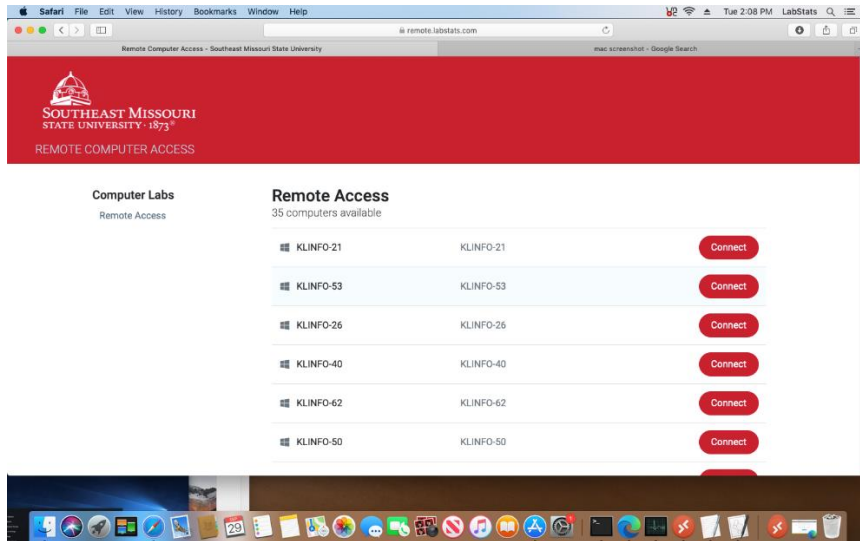 Safari File Edit View History Bookmarks Window Help Tue 2:08 PM LabStats
remote.labstats.com
Remote Computer Access - Southeast Missouri State University mac screenshot - Google Search
SOUTHEAST MISSOURI
STATE UNIVERSITY · 1873®
REMOTE COMPUTER ACCESS
Computer Labs
Remote Access
Remote Access
35 computers available
KLINFO-21 KLINFO-21 Connect
KLINFO-53 KLINFO-53 Connect
KLINFO-26 KLINFO-26 Connect
KLINFO-40 KLINFO-40 Connect
KLINFO-62 KLINFO-62 Connect
KLINFO-50 KLINFO-50 Connect
29